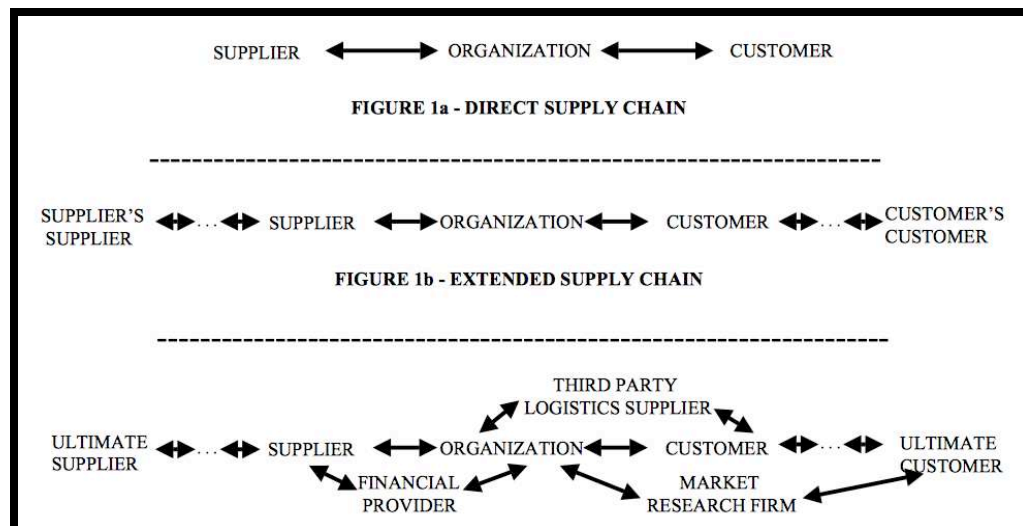 SUPPLIER ORGANIZATION CUSTOMER
FIGURE 1a - DIRECT SUPPLY CHAIN
SUPPLIER'S SUPPLIER ... SUPPLIER ORGANIZATION CUSTOMER ... CUSTOMER'S CUSTOMER
FIGURE 1b - EXTENDED SUPPLY CHAIN
THIRD PARTY
LOGISTICS SUPPLIER
ULTIMATE SUPPLIER ... SUPPLIER ORGANIZATION CUSTOMER ... ULTIMATE CUSTOMER
FINANCIAL PROVIDER
MARKET RESEARCH FIRM